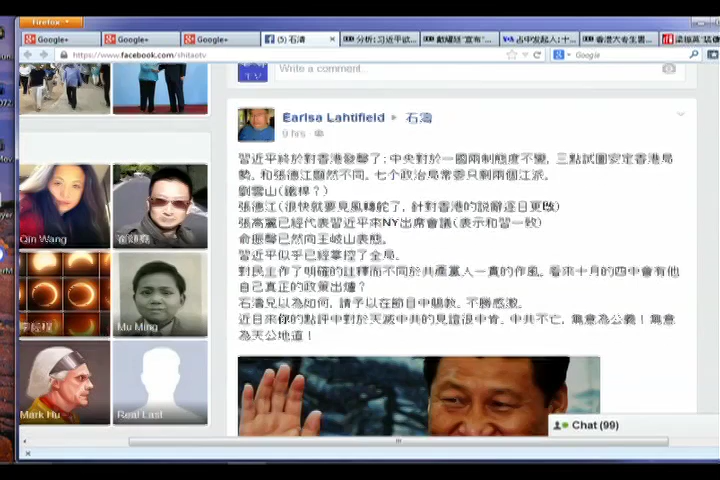 firefox
Google+
Google+
Google+
(5) 石濤
分析:习近平欲...
戴耀廷"宣布"...
占中发起人:十...
香港大专生罢...
https://www.facebook.com/shitaotv
Google
TV
Write a comment...
Earlsa Lahtifield ▸ 石濤
9 hrs
習近平終於對香港發聲了；中央對於一國兩制態度不變，三點試圖安定香港局
勢，和張德江顯然不同。七个政治局常委只剩兩個江派。
劉雲山(鐵桿？)
張德江(很快就要見風轉舵了，針對香港的說辭逐日更改)
張高麗已經代表習近平來NY出席會議(表示和習一致)
俞振聲已然向王岐山表態。
習近平似乎已經掌控了全局。
對民主作了明確的註釋而不同於共產黨人一貫的作風。看來十月的四中會有他
自己真正的政策出爐？
石濤兄以為如何，請予以在節目中賜教。不勝感激。
近日來你的點評中對於天滅中共的見證很中肯。中共不亡，無意為公義！無意
為天公地道！
Qin Wang
Mu Ming
Mark Hu
Real Last
Chat (99)